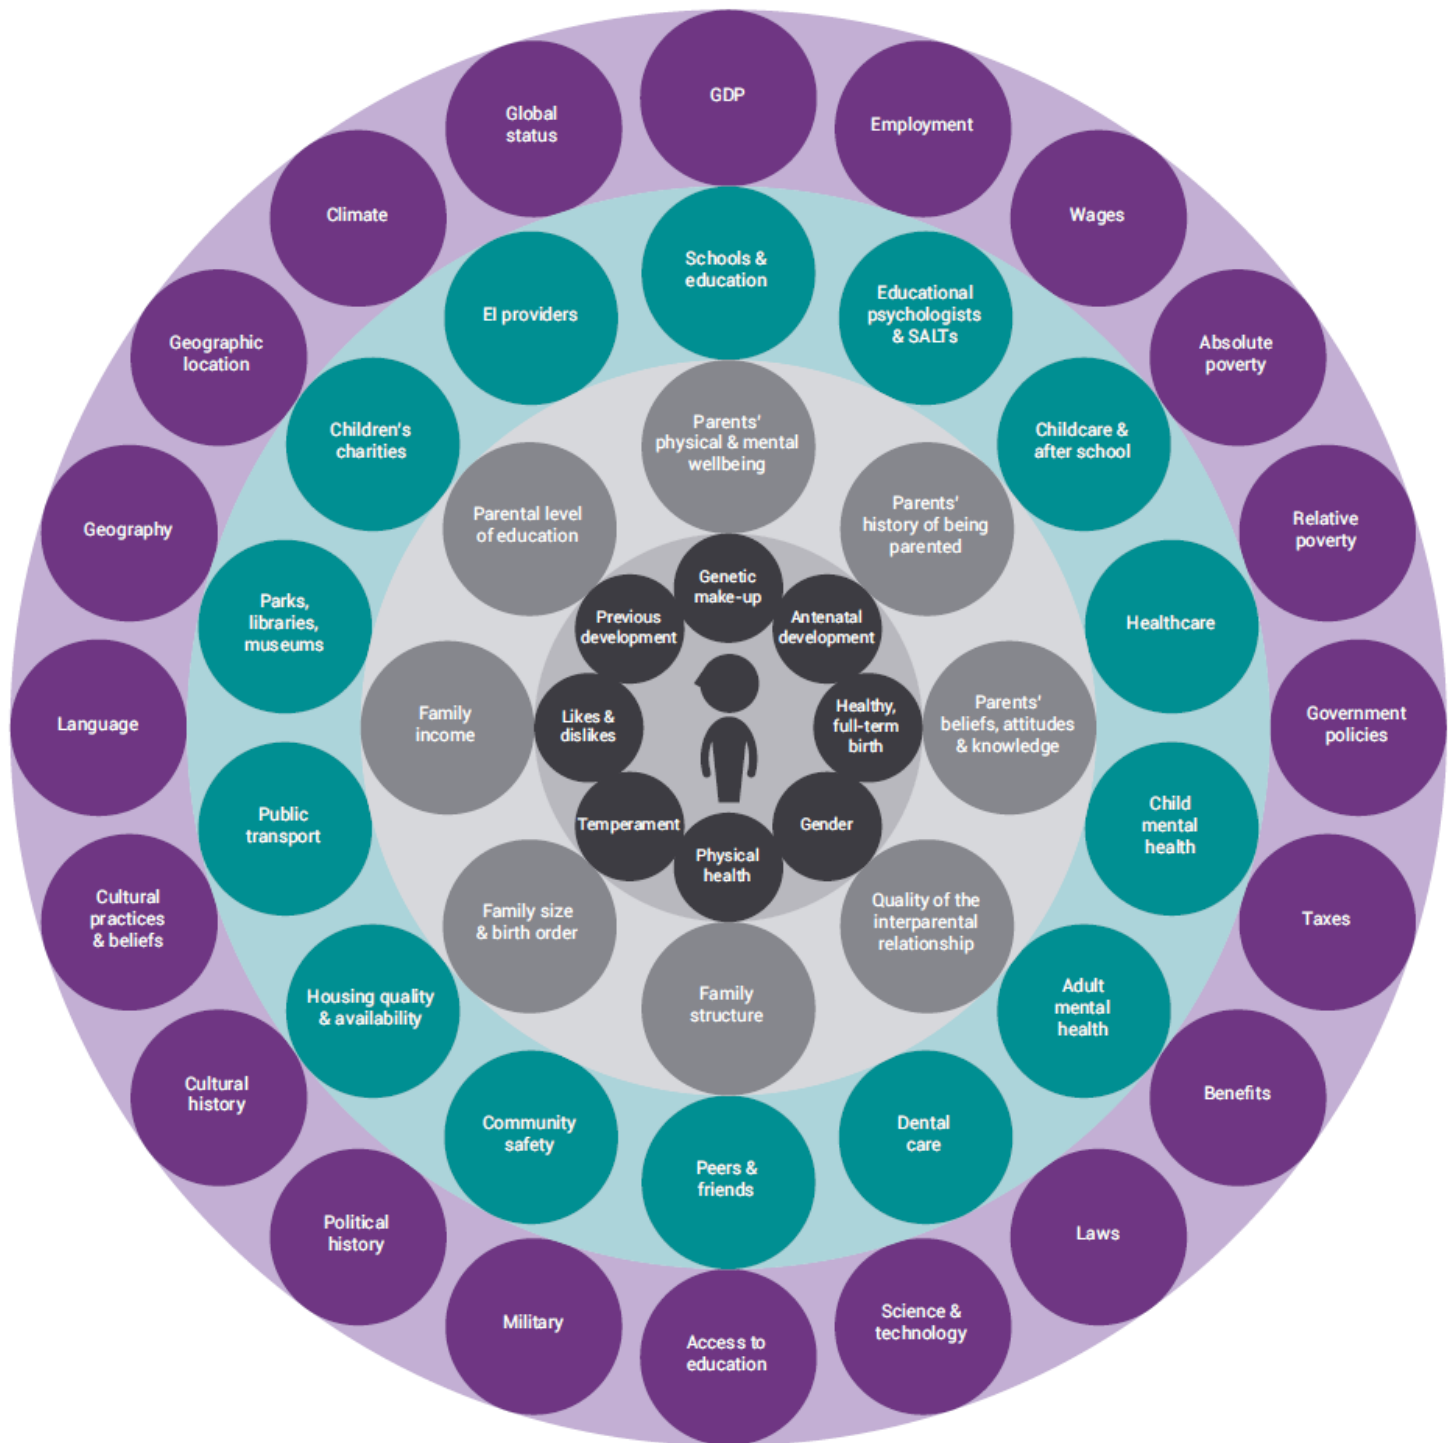 GDP
Employment
Wages
Absolute
poverty
Relative
poverty
Government
policies
Taxes
Benefits
Laws
Science &
technology
Access to
education
Military
Political
history
Cultural
history
Cultural
practices
& beliefs
Language
Geography
Geographic
location
Climate
Global
status
Schools &
education
Educational
psychologists
& SALTs
Childcare &
after school
Healthcare
Child
mental
health
Adult
mental
health
Dental
care
Peers &
friends
Community
safety
Housing quality
& availability
Public
transport
Parks,
libraries,
museums
Children's
charities
EI providers
Parents'
physical & mental
wellbeing
Parents'
history of being
parented
Parents'
beliefs, attitudes
& knowledge
Quality of the
interparental
relationship
Family
structure
Family size
& birth order
Family
income
Parental level
of education
Genetic
make-up
Antenatal
development
Healthy,
full-term
birth
Gender
Physical
health
Temperament
Likes &
dislikes
Previous
development